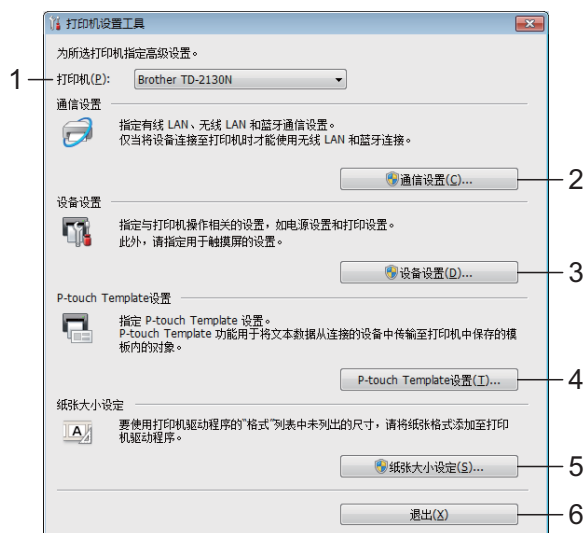 打印机设置工具
为所选打印机指定高级设置。
1 打印机(P): Brother TD-2130N
通信设置
指定有线 LAN、无线 LAN 和蓝牙通信设置。
仅当将设备连接至打印机时才能使用无线 LAN 和蓝牙连接。
通信设置(C)... 2
设备设置
指定与打印机操作相关的设置，如电源设置和打印设置。
此外，请指定用于触摸屏的设置。
设备设置(D)... 3
P-touch Template设置
指定 P-touch Template 设置。
P-touch Template 功能用于将文本数据从连接的设备中传输至打印机中保存的模
板内的对象。
P-touch Template设置(T)... 4
纸张大小设定
要使用打印机驱动程序的"格式"列表中未列出的尺寸，请将纸张格式添加至打印
机驱动程序。
A
纸张大小设定(S)... 5
退出(X) 6